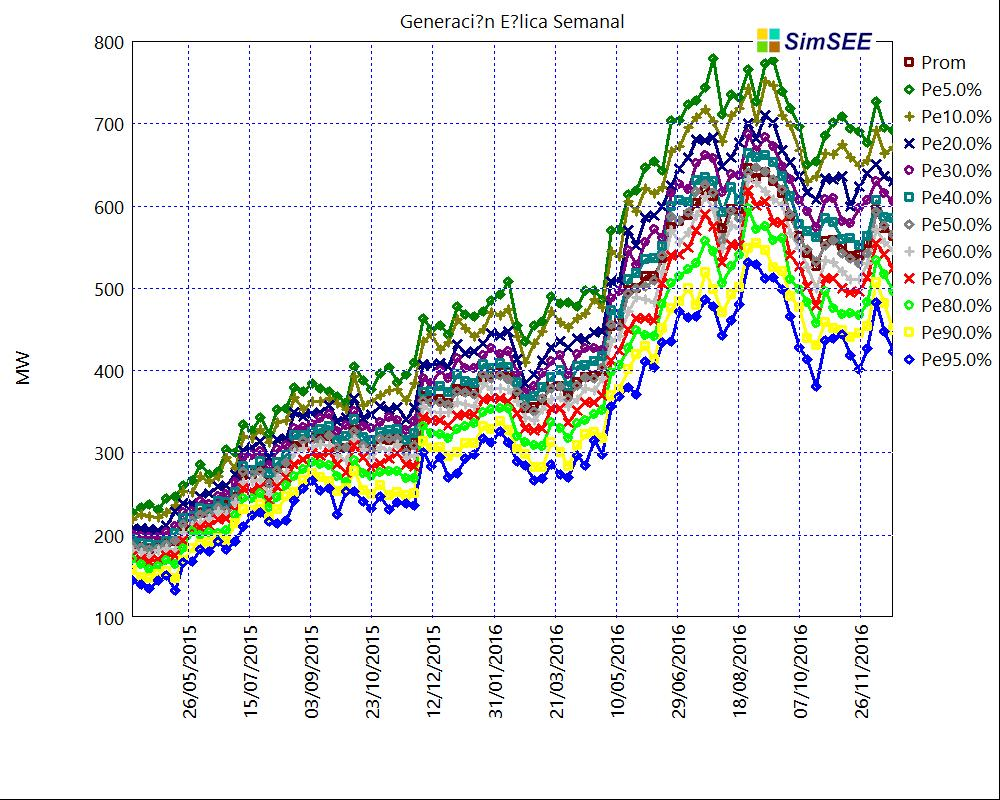 Generaci?n E?lica Semanal
SimSEE
800
700
600
500
400
300
200
100
MW
26/05/2015
15/07/2015
03/09/2015
23/10/2015
12/12/2015
31/01/2016
21/03/2016
10/05/2016
29/06/2016
18/08/2016
07/10/2016
26/11/2016
Prom
Pe5.0%
Pe10.0%
Pe20.0%
Pe30.0%
Pe40.0%
Pe50.0%
Pe60.0%
Pe70.0%
Pe80.0%
Pe90.0%
Pe95.0%